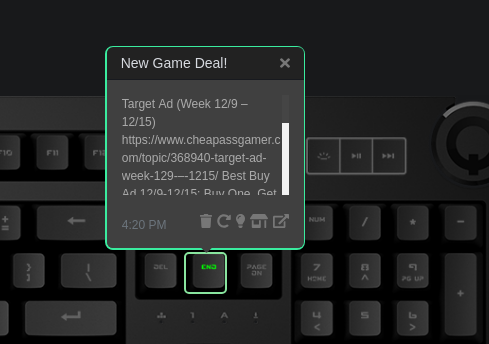 New Game Deal!
Target Ad (Week 12/9 –
12/15)
https://www.cheapassgamer.c
om/topic/368940-target-ad-
week-129-–-1215/ Best Buy
Ad 12/9-12/15: Buy One, Get
4:20 PM
F10
F11
NUM
/
*
-
}
]
|
\
DEL
END
PAGE
DN
7
HOME
8
^
9
PG UP
+
4
<
5
6
>